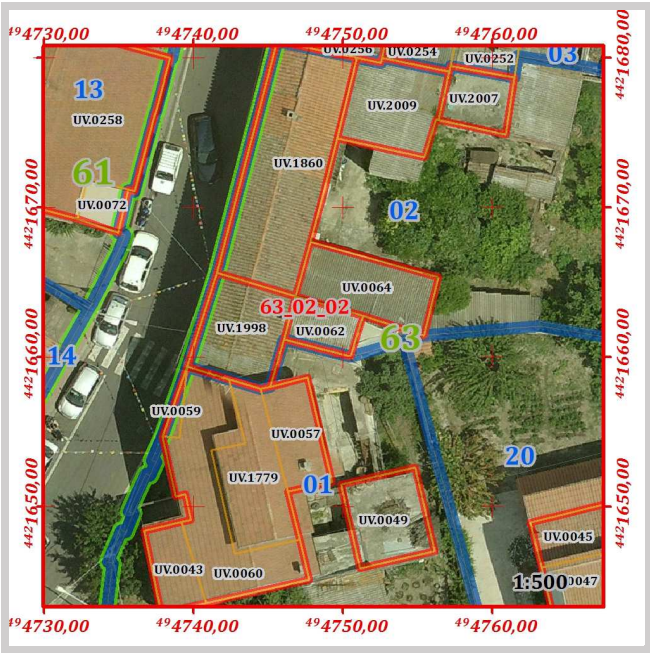 ⁴⁹4730,00
⁴⁹4740,00
⁴⁹4750,00
⁴⁹4760,00
⁴⁴²1680,00
UV.0256
UV.0254
UV.0252
03
13
UV.0258
UV.2009
UV.2007
61
UV.1860
UV.0072
⁴⁴²1670,00
⁴⁴²1670,00
02
UV.0064
63_02_02
UV.1998
UV.0062
63
14
⁴⁴²1660,00
⁴⁴²1660,00
UV.0059
UV.0057
20
UV.1779
01
⁴⁴²1650,00
⁴⁴²1650,00
UV.0049
UV.0045
UV.0043
UV.0060
1:500
0047
⁴⁹4730,00
⁴⁹4740,00
⁴⁹4750,00
⁴⁹4760,00